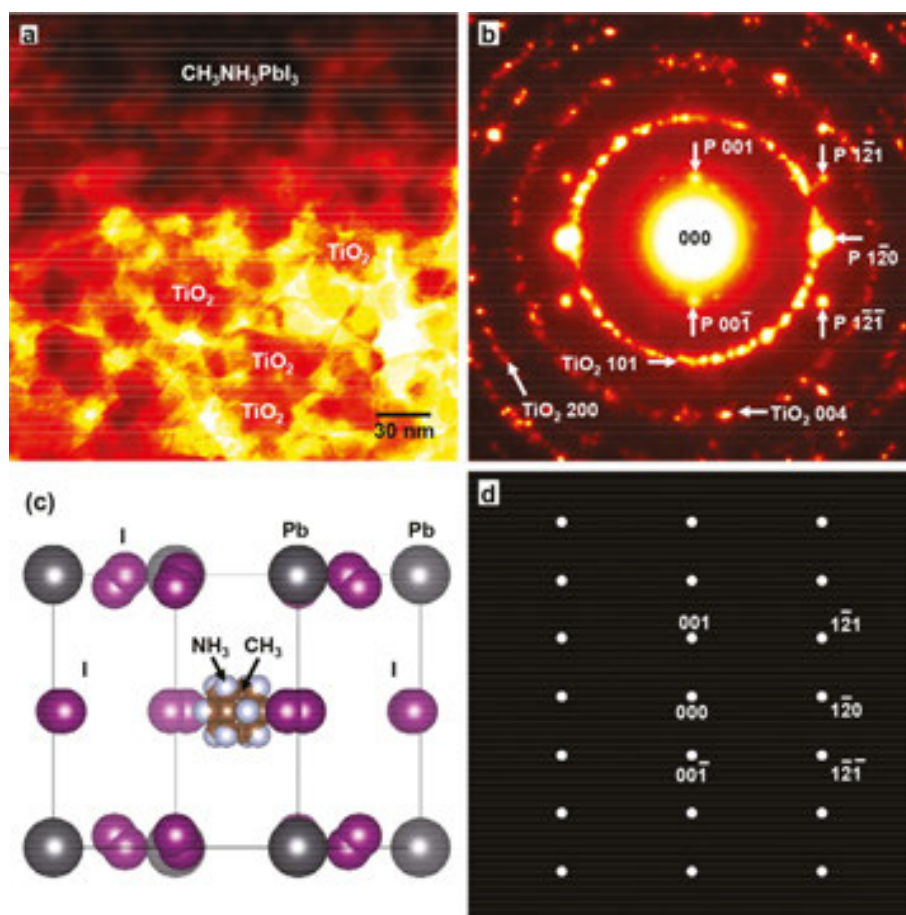 a
CH₃NH₃PbI₃
TiO₂
TiO₂
TiO₂
TiO₂
30 nm
b
P 001
P 12̄1
000
P 12̄0
P 001̄
P 12̄1̄
TiO₂ 101
TiO₂ 200
TiO₂ 004
(c)
I
Pb
Pb
NH₃
CH₃
I
I
d
001
12̄1
000
12̄0
001̄
12̄1̄